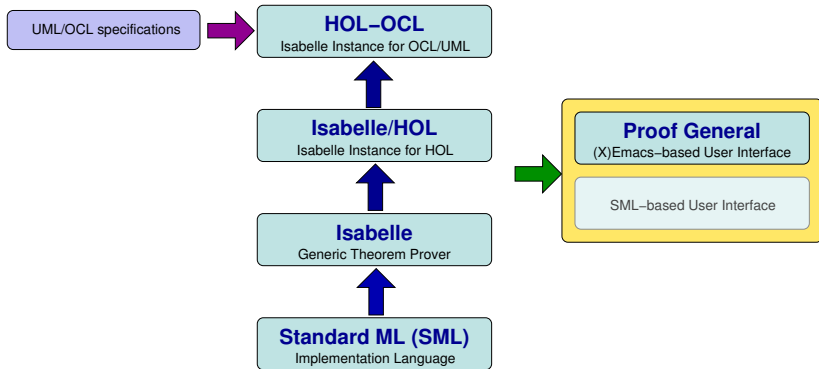 UML/OCL specifications
HOL−OCL
Isabelle Instance for OCL/UML
Isabelle/HOL
Isabelle Instance for HOL
Proof General
(X)Emacs−based User Interface
SML−based User Interface
Isabelle
Generic Theorem Prover
Standard ML (SML)
Implementation Language